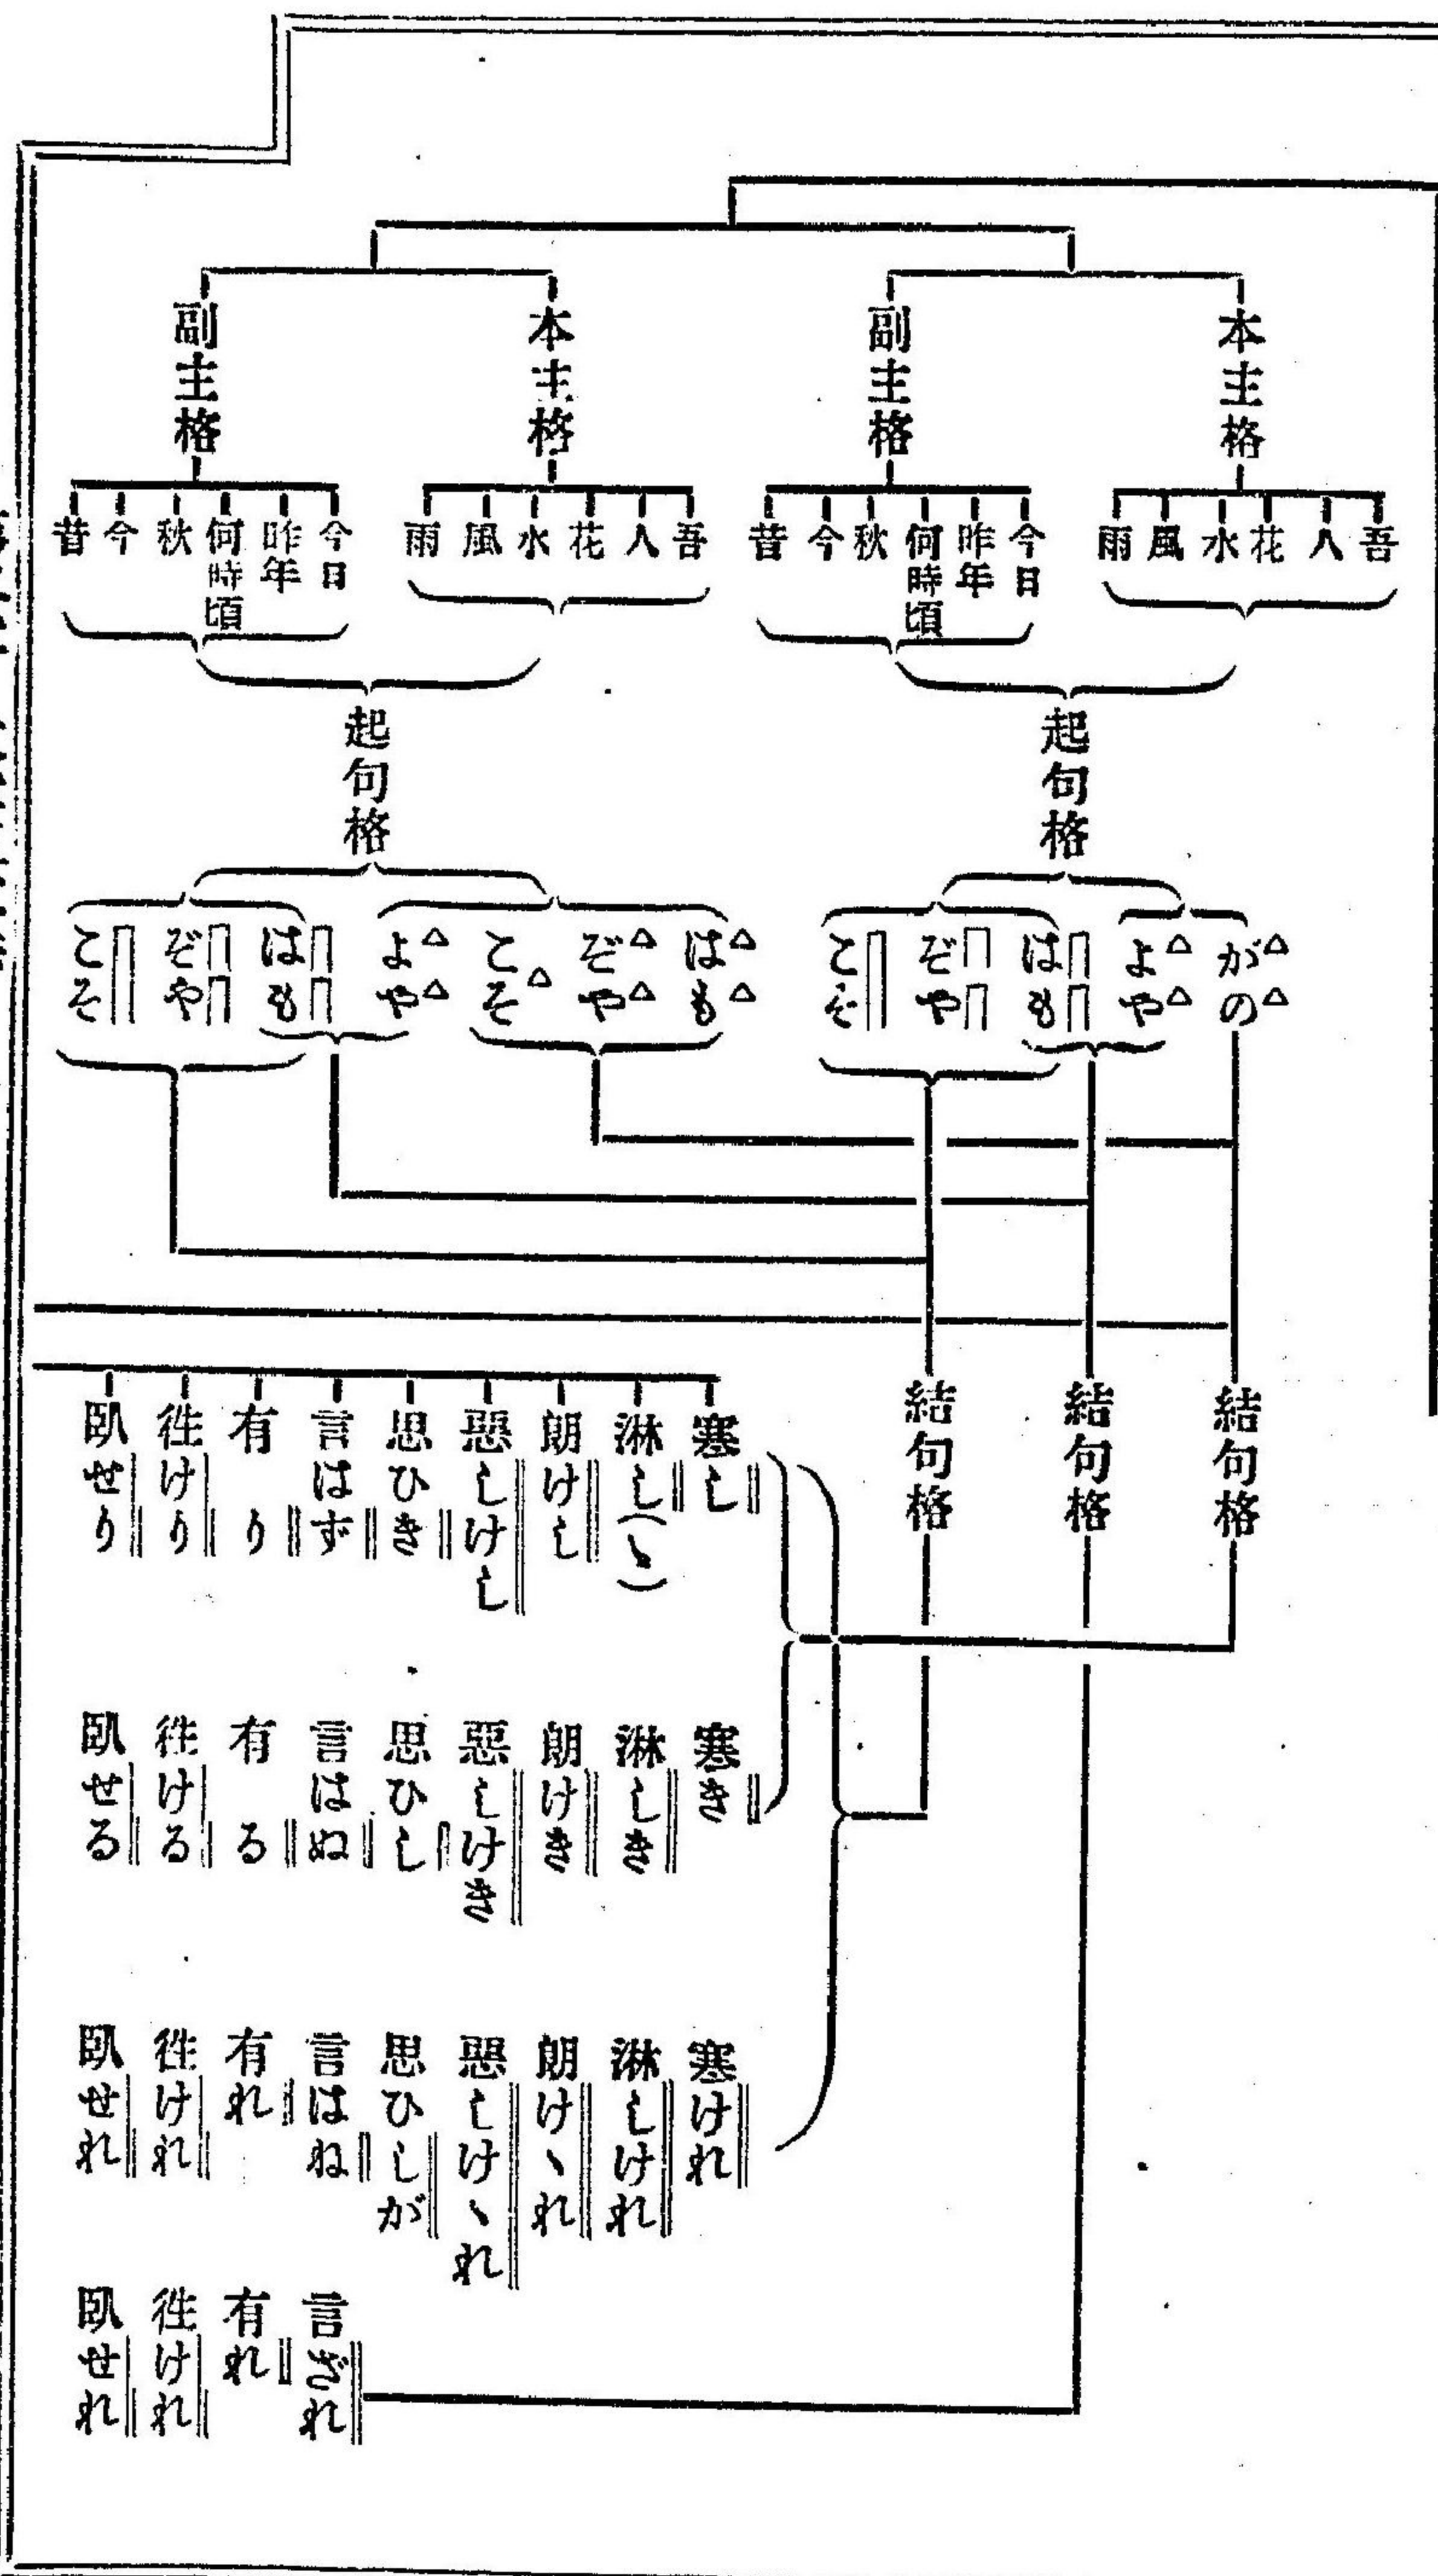 本主格
吾
人
花
水
風
雨
副主格
今日
昨年
何時頃
秋
今
昔
本主格
吾
人
花
水
風
雨
副主格
今日
昨年
何時頃
秋
今
昔
起句格
がの
よや
はも
ぞや
こそ
起句格
はも
ぞや
こそ
よや
はも
ぞや
こそ
結句格
結句格
結句格
寒し
淋し(ゝ)
朗けし
惡しけし
思ひき
言はず
有り
徃けり
臥せり
寒き
淋しき
朗けき
惡しけき
思ひし
言はぬ
有る
徃ける
臥せる
寒けれ
淋しけれ
朗けゝれ
惡しけゝれ
思ひしが
言はね
有れ
徃けれ
臥せれ
言ざれ
有れ
徃けれ
臥せれ